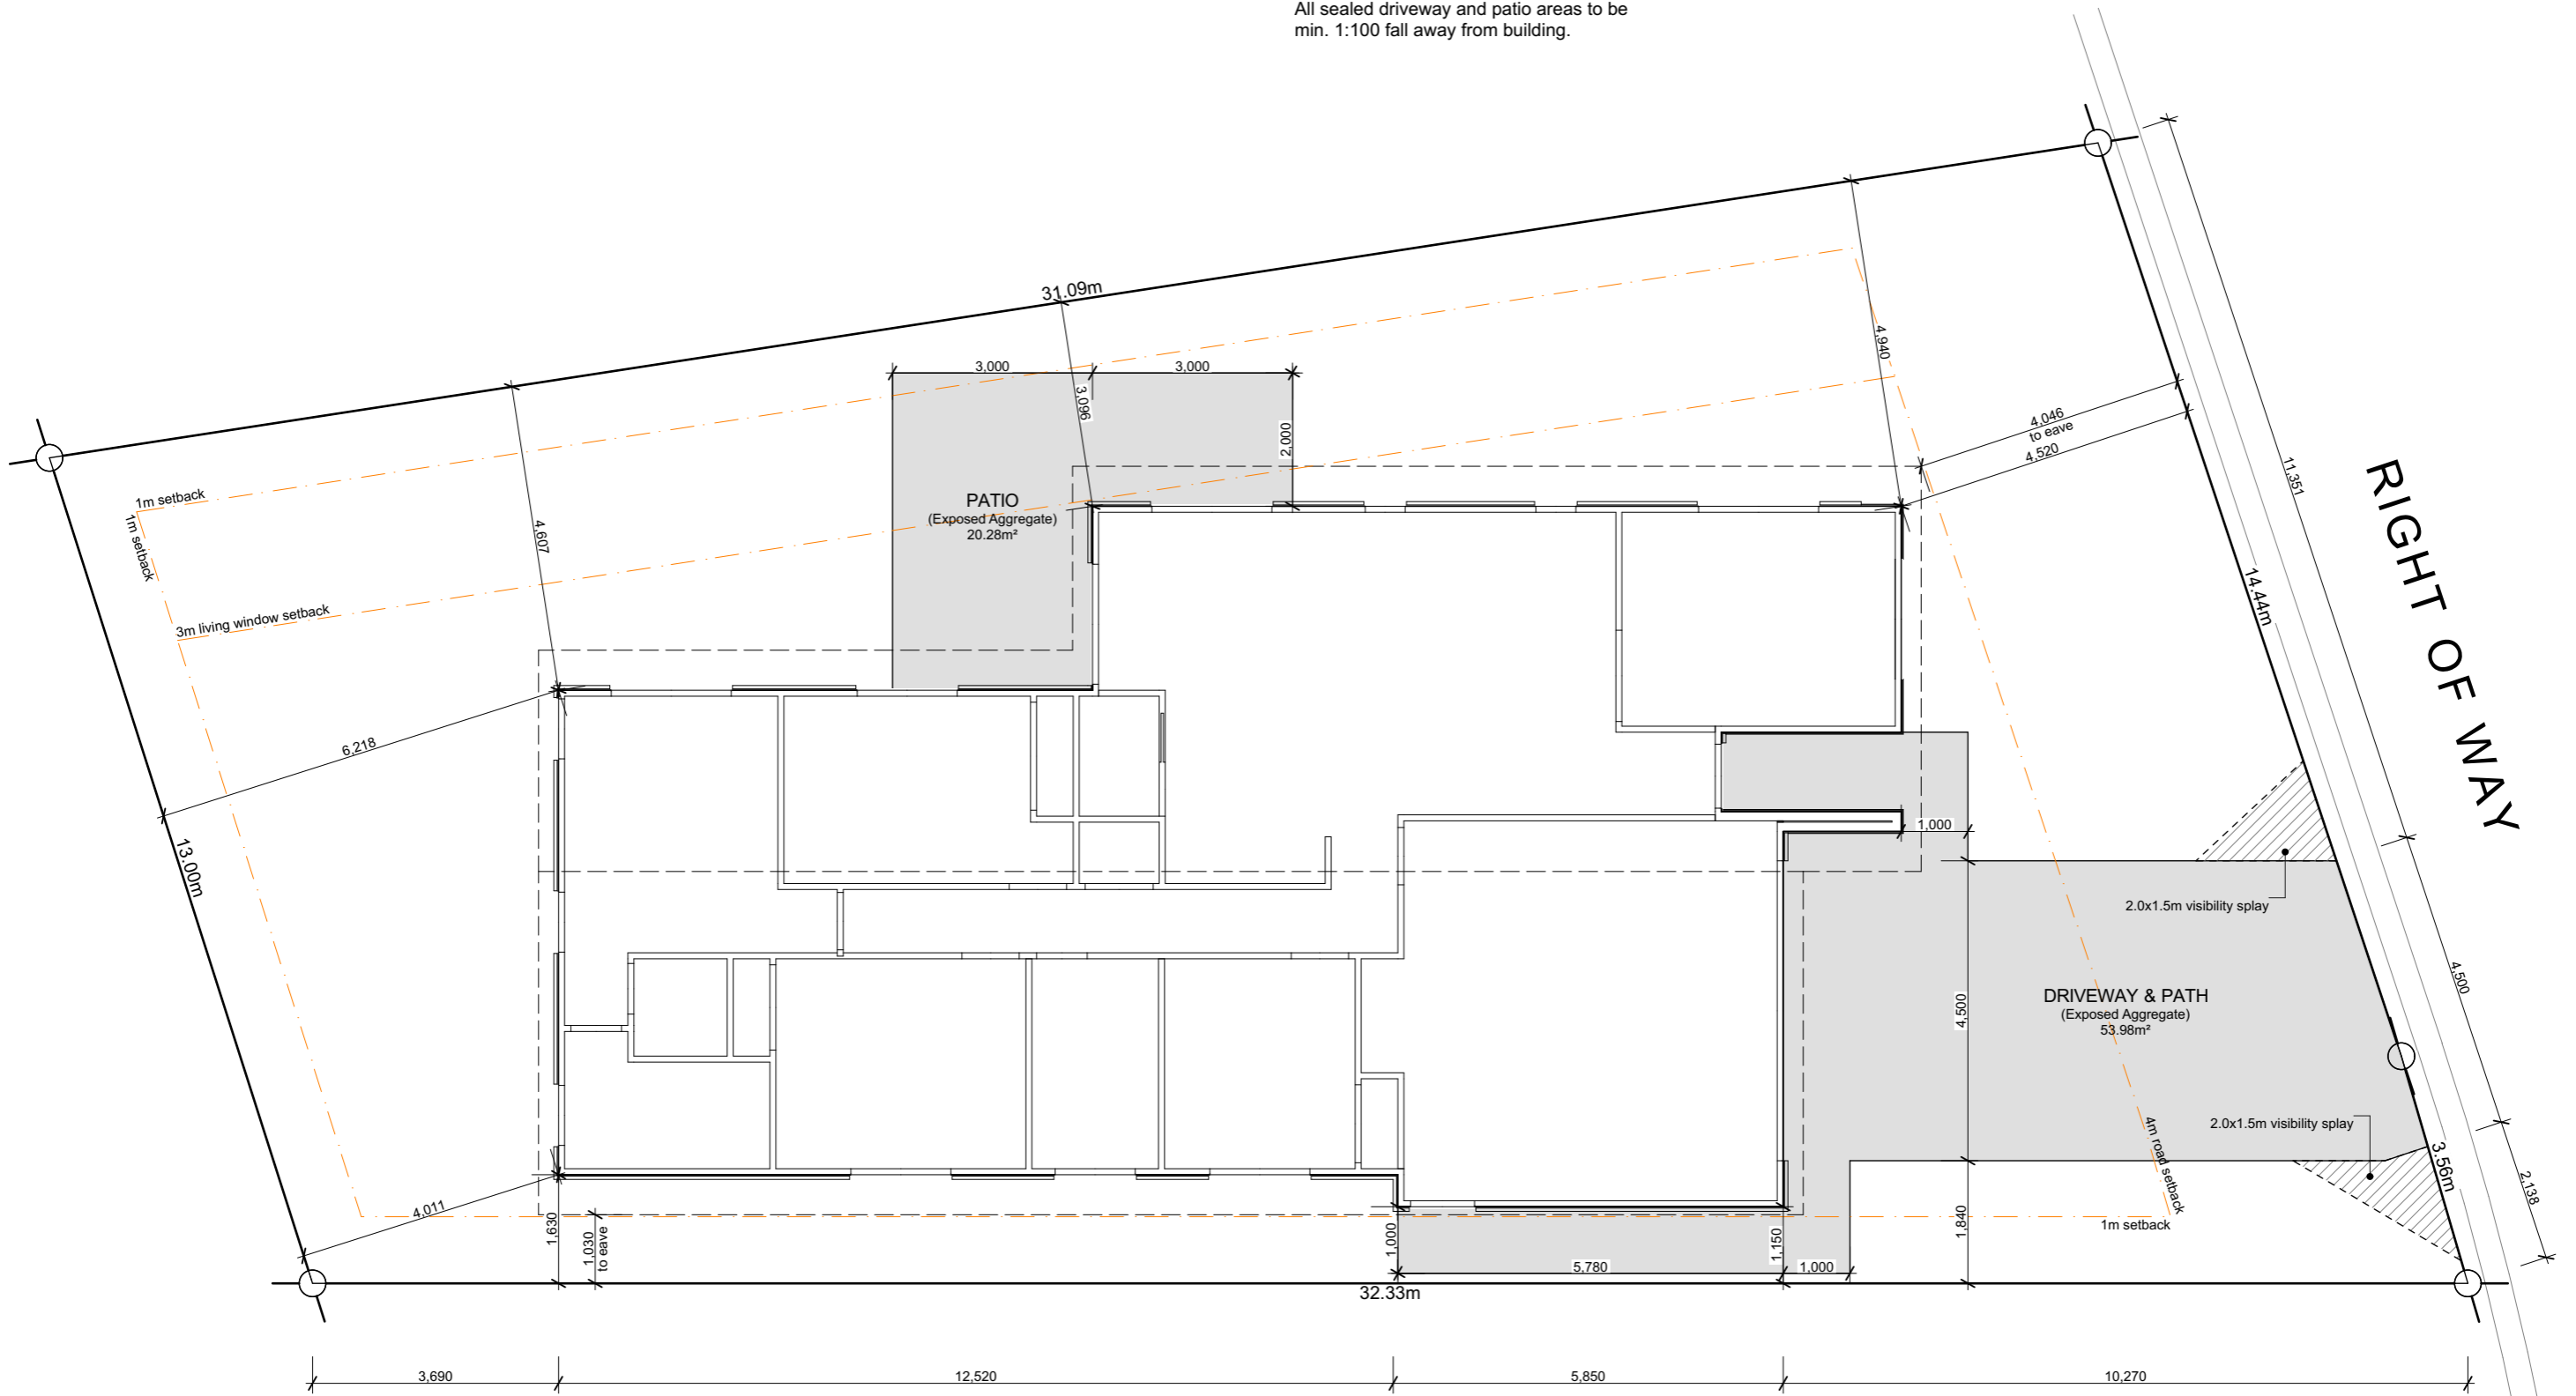 All sealed driveway and patio areas to be
min. 1:100 fall away from building.
31.09m
3,000
3,000
3,096
2,000
4,940
4,046
to eave
4,520
11,351
RIGHT OF WAY
14.44m
1m setback
1m setback
3m living window setback
4,607
PATIO
(Exposed Aggregate)
20.28m²
6,218
13.00m
1,000
2.0x1.5m visibility splay
4,500
4,500
DRIVEWAY & PATH
(Exposed Aggregate)
53.98m²
2.0x1.5m visibility splay
4m road setback
3.56m
2,138
4,011
1,630
1,030
to eave
1,000
1,150
1,840
1m setback
5,780
1,000
32.33m
3,690
12,520
5,850
10,270